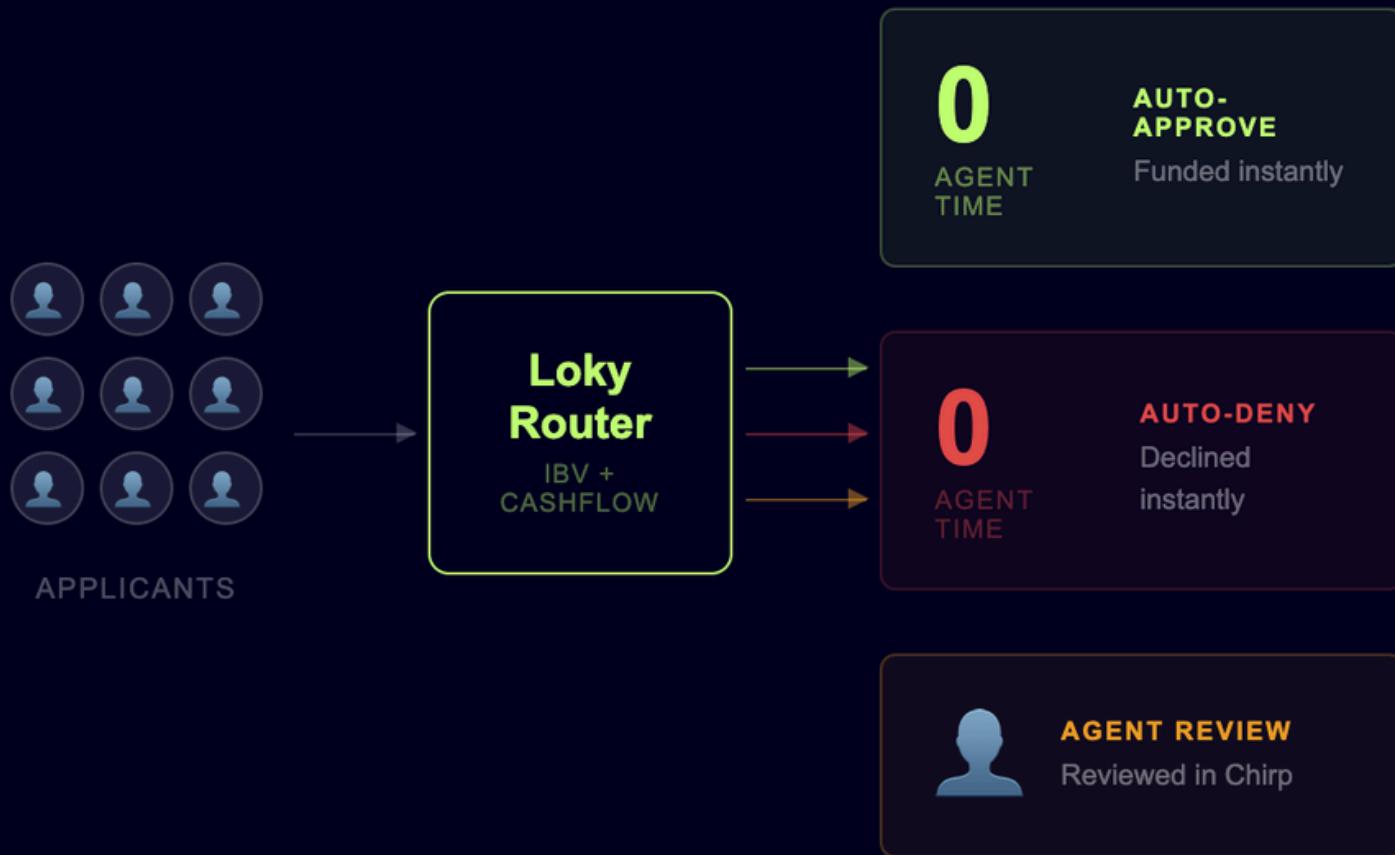 APPLICANTS
Loky
Router
IBV +
CASHFLOW
0
AGENT
TIME
AUTO-
APPROVE
Funded instantly
0
AGENT
TIME
AUTO-DENY
Declined
instantly
AGENT REVIEW
Reviewed in Chirp